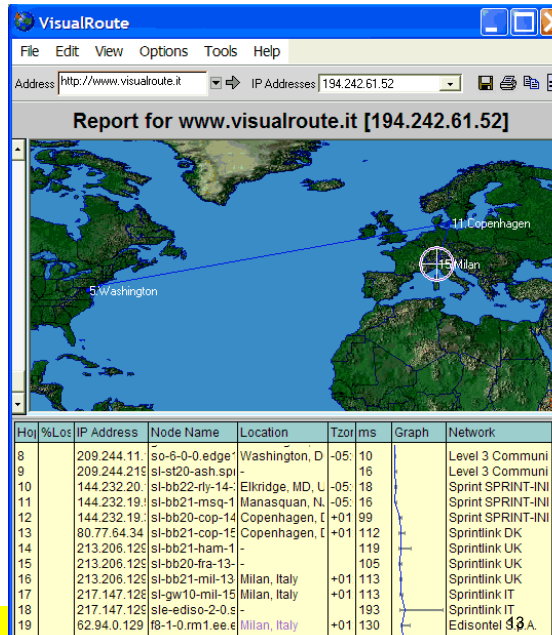 VisualRoute
File Edit View Options Tools Help
Address http://www.visualroute.it IP Addresses 194.242.61.52
Report for www.visualroute.it [194.242.61.52]
11 Copenhagen
15 Milan
5 Washington
Hop %Los IP Address Node Name Location Tzon ms Graph Network
8 209.244.11. so-6-0-0.edge1 Washington, D -05: 10 Level 3 Communi
9 209.244.219 sl-st20-ash.spi - 16 Level 3 Communi
10 144.232.20. sl-bb22-rly-14- Elkridge, MD, U -05: 18 Sprint SPRINT-INI
11 144.232.19. sl-bb21-msq-1 Manasquan, N. -05: 16 Sprint SPRINT-INI
12 144.232.19. sl-bb20-cop-14 Copenhagen, [ +01 99 Sprint SPRINT-INI
13 80.77.64.34 sl-bb21-cop-15 Copenhagen, [ +01 112 Sprintlink DK
14 213.206.129 sl-bb21-ham-1 - 119 Sprintlink UK
15 213.206.129 sl-bb20-fra-13- - 105 Sprintlink UK
16 213.206.129 sl-bb21-mil-13- Milan, Italy +01 113 Sprintlink UK
17 217.147.128 sl-gw10-mil-15 Milan, Italy +01 113 Sprintlink IT
18 217.147.129 sle-ediso-2-0.s - 193 Sprintlink IT
19 62.94.0.129 f8-1-0.rm1.ee.e Milan, Italy +01 130 Edisontel S.p.A.
13